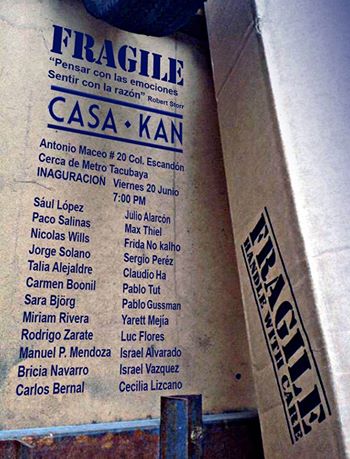 FRAGILE
“Pensar con las emociones
Sentir con la razón” Robert Storr
CASA • KAN
Antonio Maceo # 20 Col. Escandón
Cerca de Metro Tacubaya
INAGURACION Viernes 20 Junio
7:00 PM
Sául López
Paco Salinas
Nicolas Wills
Jorge Solano
Talia Alejaldre
Carmen Boonil
Sara Björg
Miriam Rivera
Rodrigo Zarate
Manuel P. Mendoza
Bricia Navarro
Carlos Bernal
Julio Alarcón
Max Thiel
Frida No kalho
Sergio Peréz
Claudio Ha
Pablo Tut
Pablo Gussman
Yarett Mejía
Luc Flores
Israel Alvarado
Israel Vazquez
Cecilia Lizcano
FRAGILE
HANDLE WITH CARE